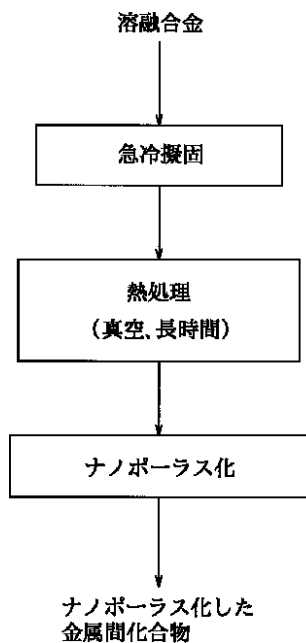 溶融合金
急冷擬固
熱処理
（真空、長時間）
ナノポーラス化
ナノポーラス化した
金属間化合物